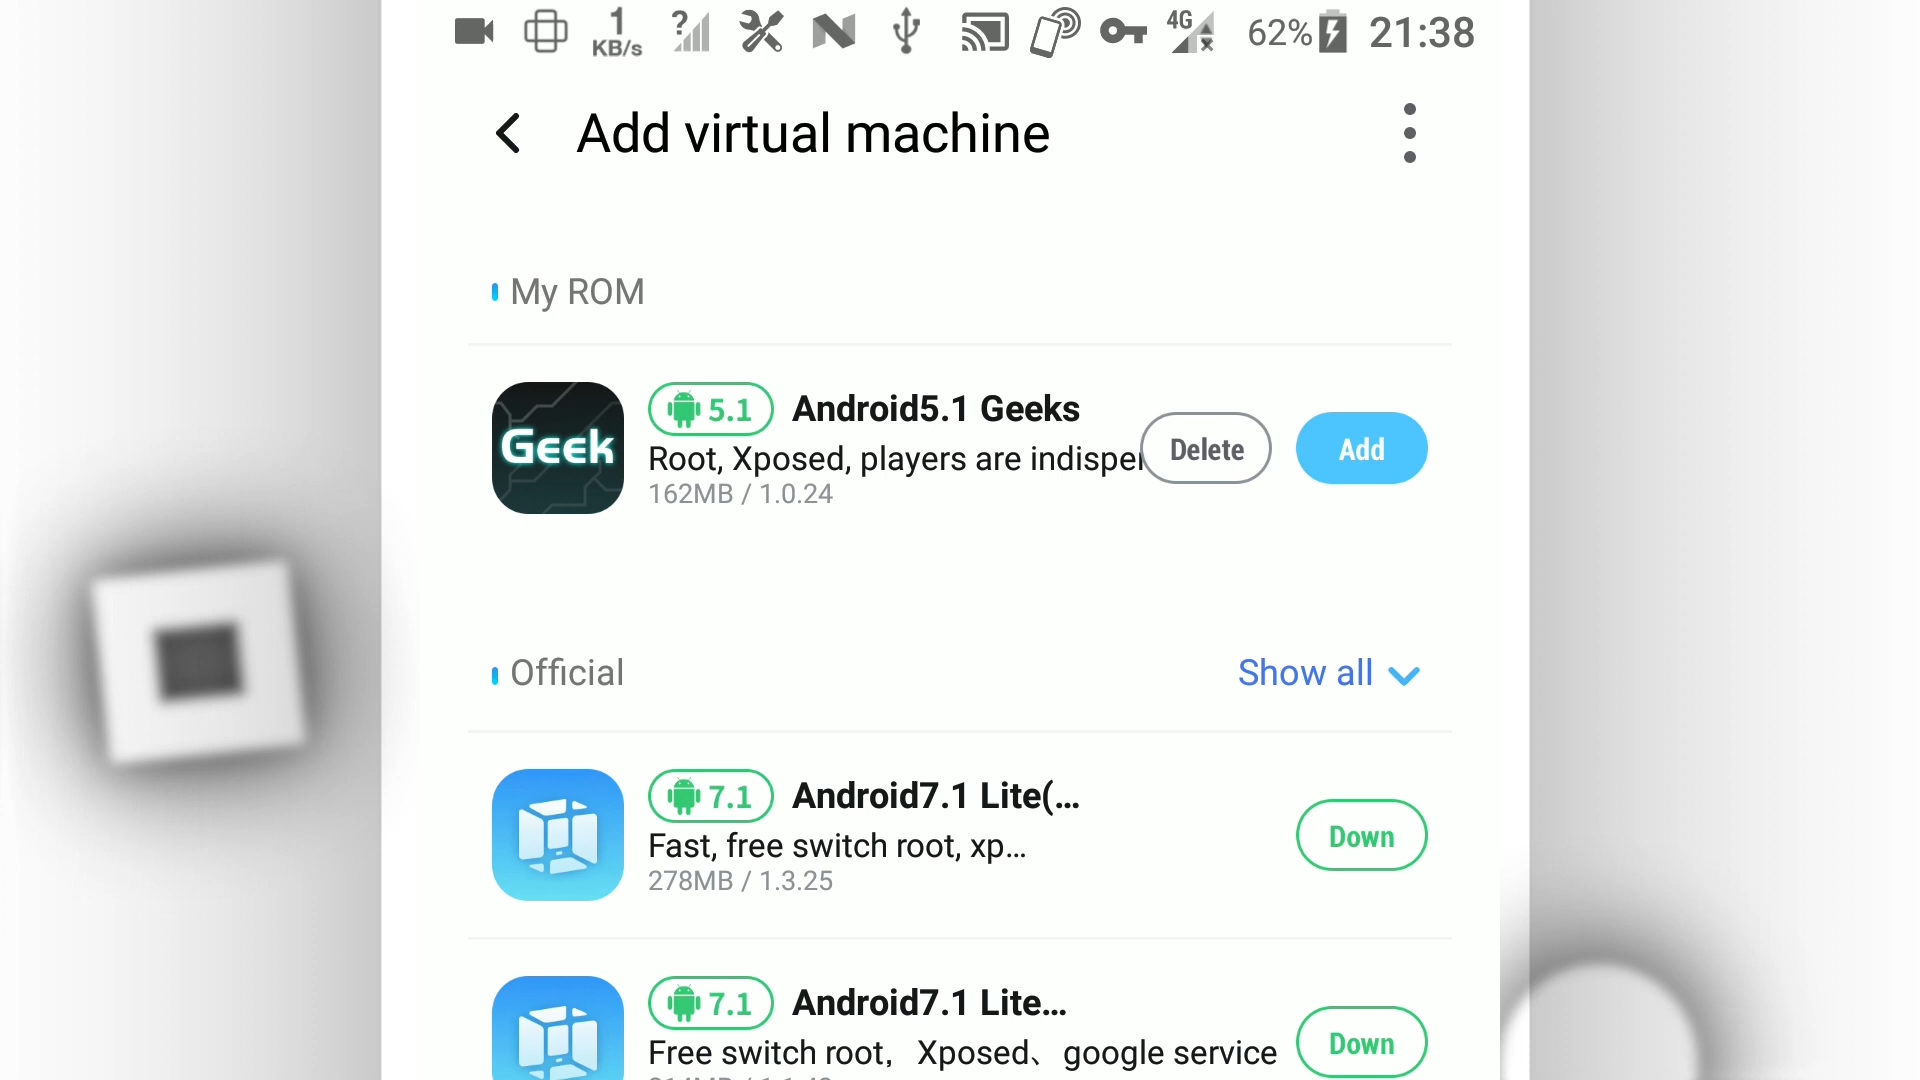 1
KB/s
?
4G
62%
21:38
Add virtual machine
My ROM
Geek
5.1 Android5.1 Geeks
Root, Xposed, players are indispe
162MB / 1.0.24
Delete
Add
Official
Show all
7.1 Android7.1 Lite(...
Fast, free switch root, xp...
278MB / 1.3.25
Down
7.1 Android7.1 Lite...
Free switch root, Xposed、google service
Down